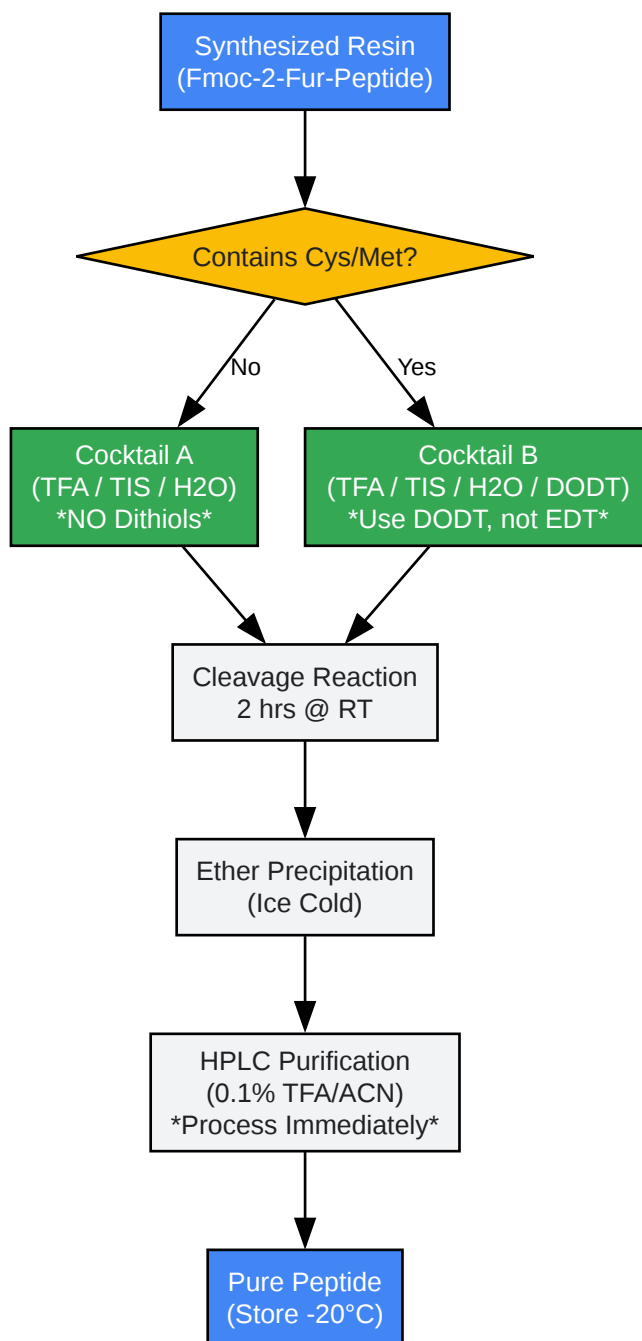 Synthesized Resin
(Fmoc-2-Fur-Peptide)
Contains Cys/Met?
No
Yes
Cocktail A
(TFA / TIS / H2O)
*NO Dithiols*
Cocktail B
(TFA / TIS / H2O / DODT)
*Use DODT, not EDT*
Cleavage Reaction
2 hrs @ RT
Ether Precipitation
(Ice Cold)
HPLC Purification
(0.1% TFA/ACN)
*Process Immediately*
Pure Peptide
(Store -20°C)